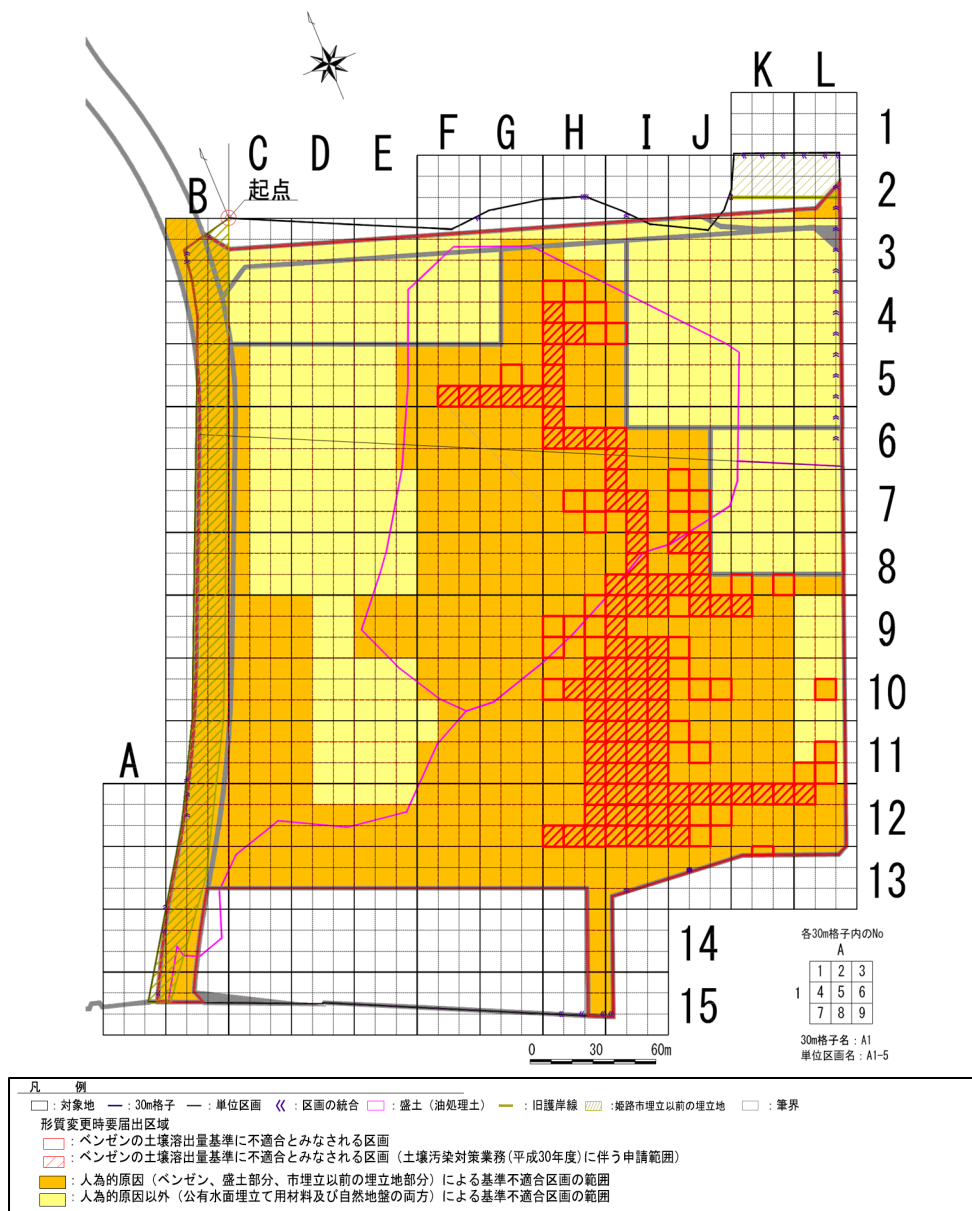 K L
F G H I J
C D E
B
A
起点
1
2
3
4
5
6
7
8
9
10
11
12
13
14
15
各30m格子内のNo
A
1 2 3
1 4 5 6
7 8 9
30m格子名:A1
単位区画名:A1-5
0 30 60m
凡 例
:対象地 :30m格子 :単位区画 :区画の統合 :盛土(油処理土) :旧護岸線 :姫路市埋立以前の埋立地 :筆界
形質変更時要届出区域
:ベンゼンの土壌溶出量基準に不適合とみなされる区画
:ベンゼンの土壌溶出量基準に不適合とみなされる区画(土壌汚染対策業務(平成30年度)に伴う申請範囲)
:人為的原因(ベンゼン、盛土部分、市埋立以前の埋立地部分)による基準不適合区画の範囲
:人為的原因以外(公有水面埋立て用材料及び自然地盤の両方)による基準不適合区画の範囲